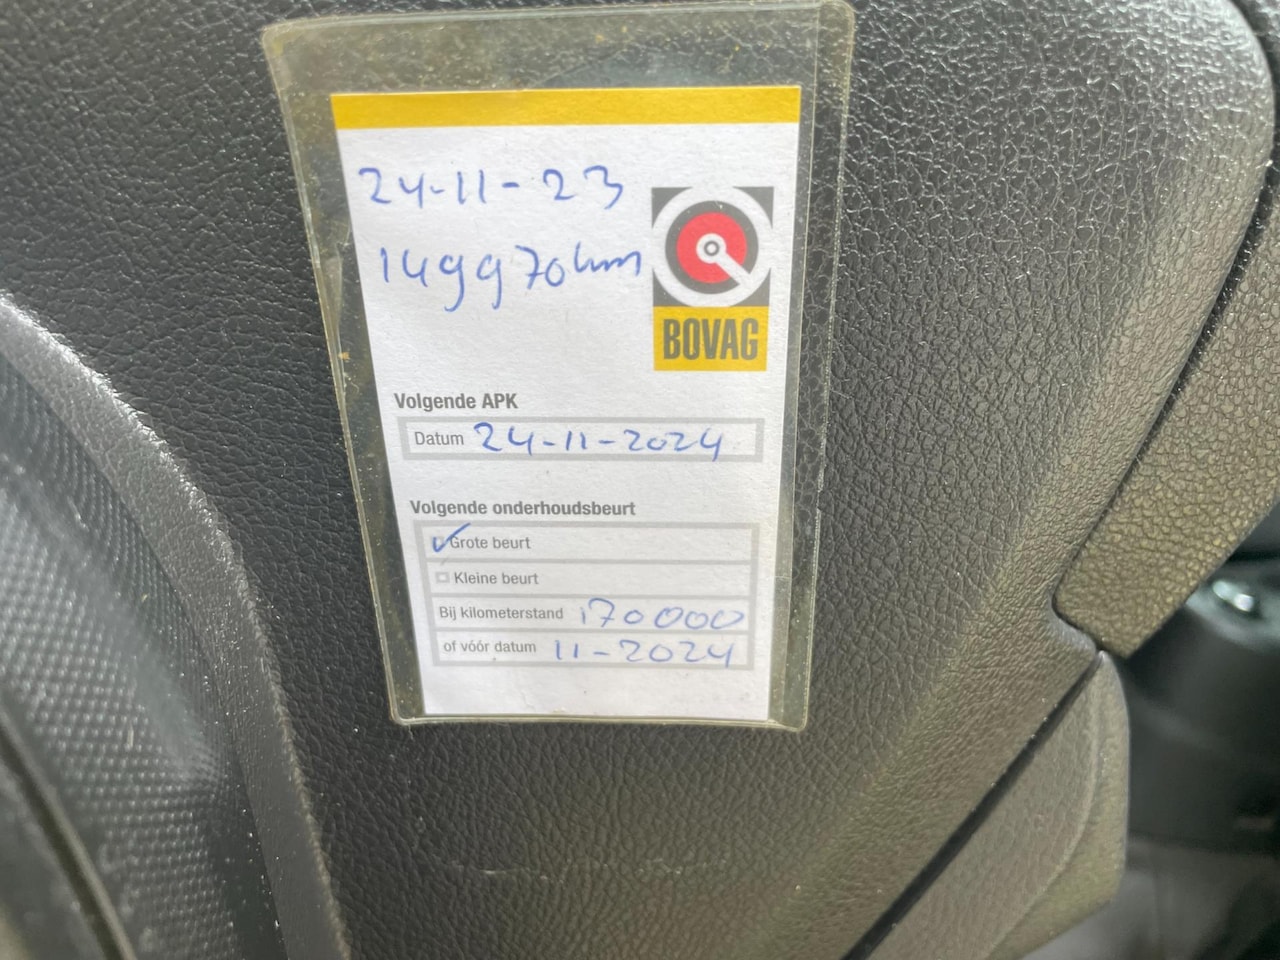 24-11-23
149970km
BOVAG
Volgende APK
Datum 24-11-2024
Volgende onderhoudsbeurt
Grote beurt
Kleine beurt
Bij kilometerstand 170000
of vóór datum 11-2024